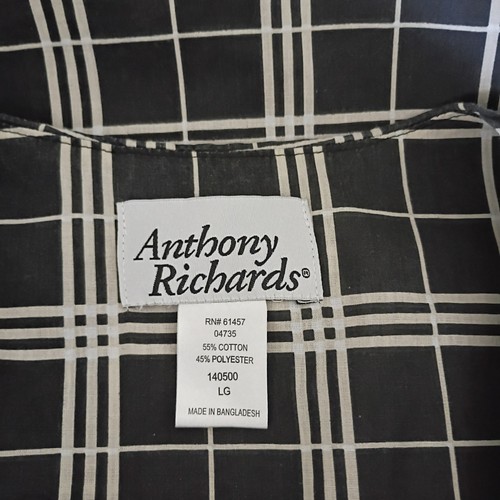 Anthony
Richards®
RN# 61457
04735
55% COTTON
45% POLYESTER
140500
LG
MADE IN BANGLADESH